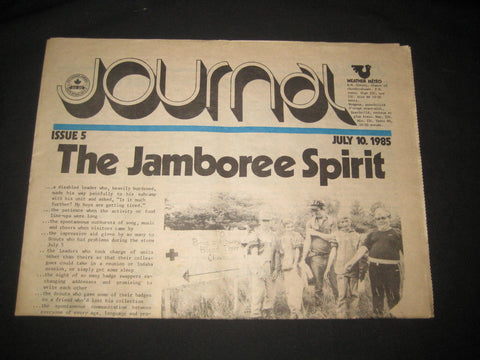 JOURNAL
WEATHER METEO
ISSUE 5
JULY 10, 1985
The Jamboree Spirit
...a disabled leader who, heavily burdened,
made his way painfully to his subcamp
with his unit and asked, "Is it much
further? My boys are getting tired."
...the patience when the activity or food
line-ups were long
...the spontaneous outbursts of song, music
and cheers when visitors came by
...the impressive aid given by so many to
Scouts who had problems during the storm
July 5
...the leaders who took charge of units
other than theirs so that their collea-
gues could take in a reunion or Indaba
session, or simply get some sleep
...the sight of so many badge swappers ex-
changing addresses and promising to
write each other
...the Scouts who gave some of their badges
to a friend who'd lost his collection
...the spontaneous communication between
everyone of every age, language and pro-